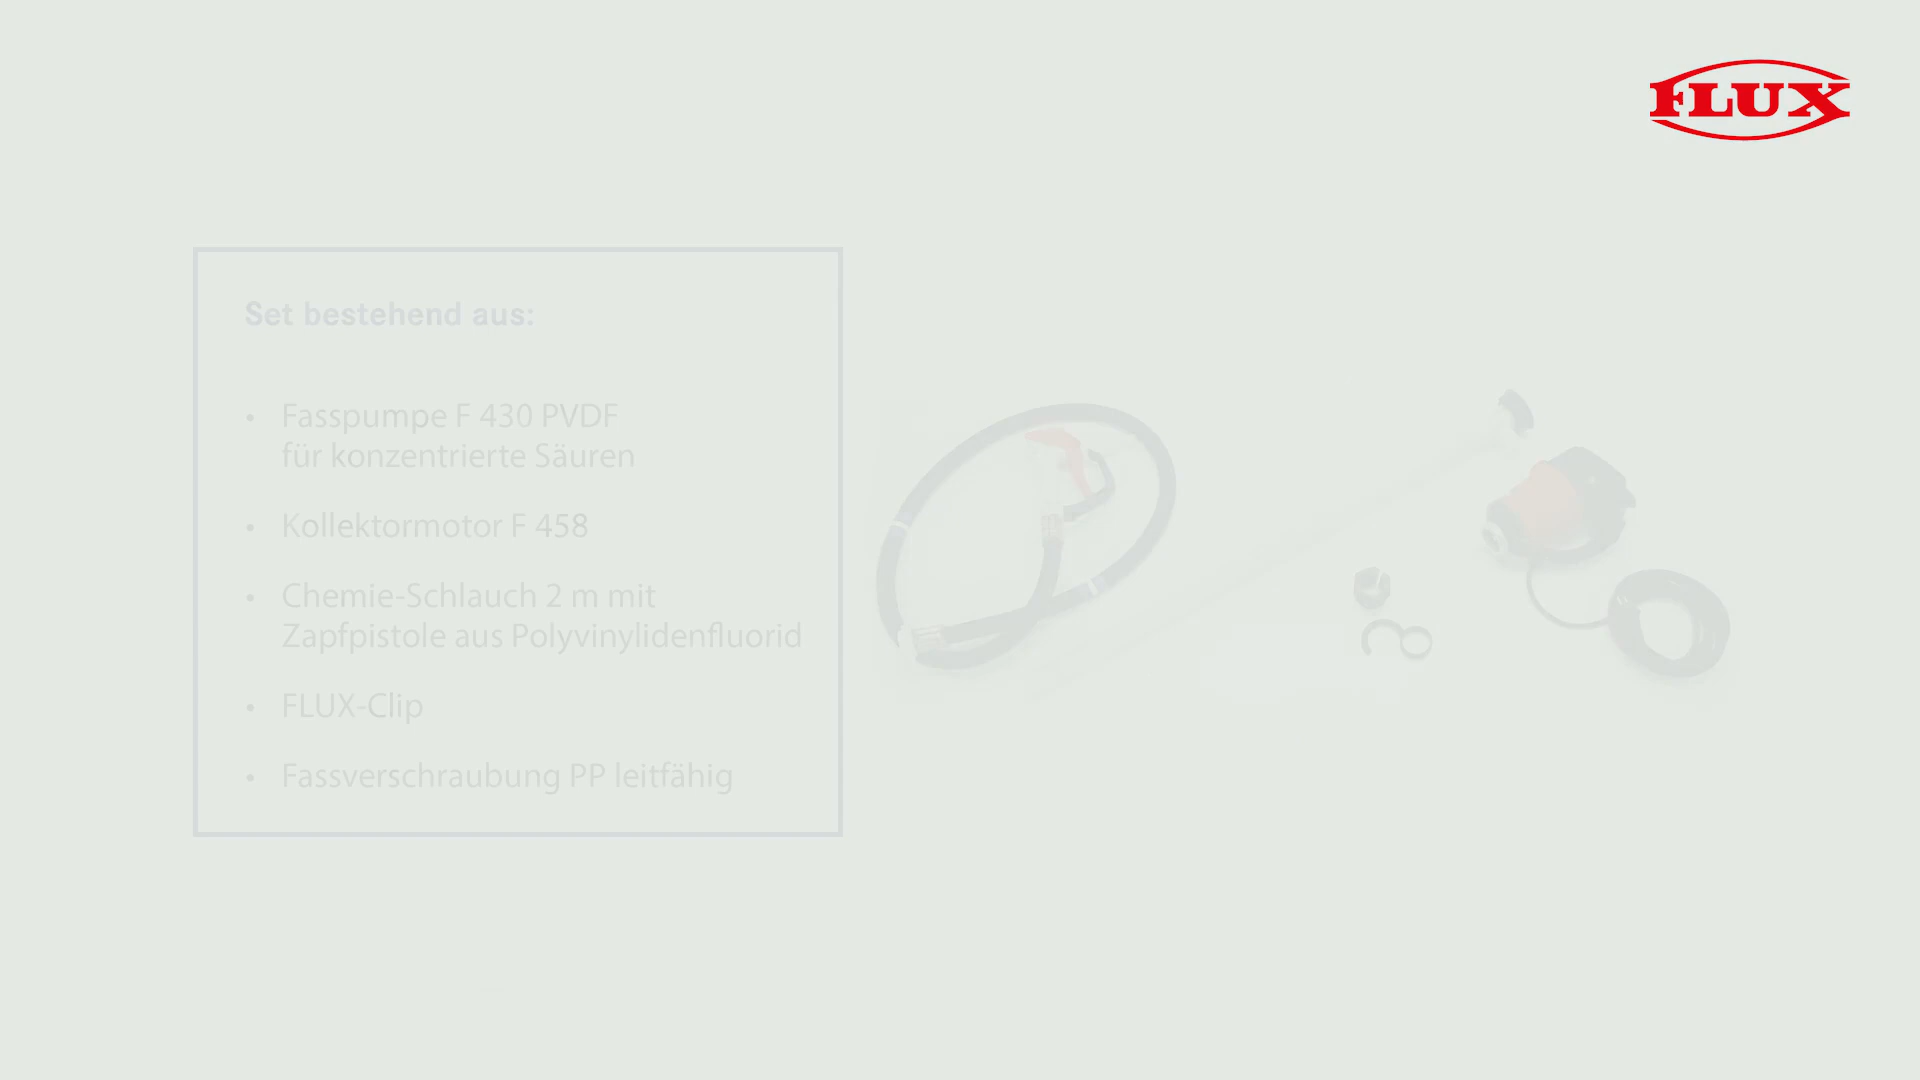 FLUX
Set bestehend aus:
• Fasspumpe F 430 PVDF
für konzentrierte Säuren
• Kollektormotor F 458
• Chemie-Schlauch 2 m mit
Zapfpistole aus Polyvinylidenfluorid
• FLUX-Clip
• Fassverschraubung PP leitfähig